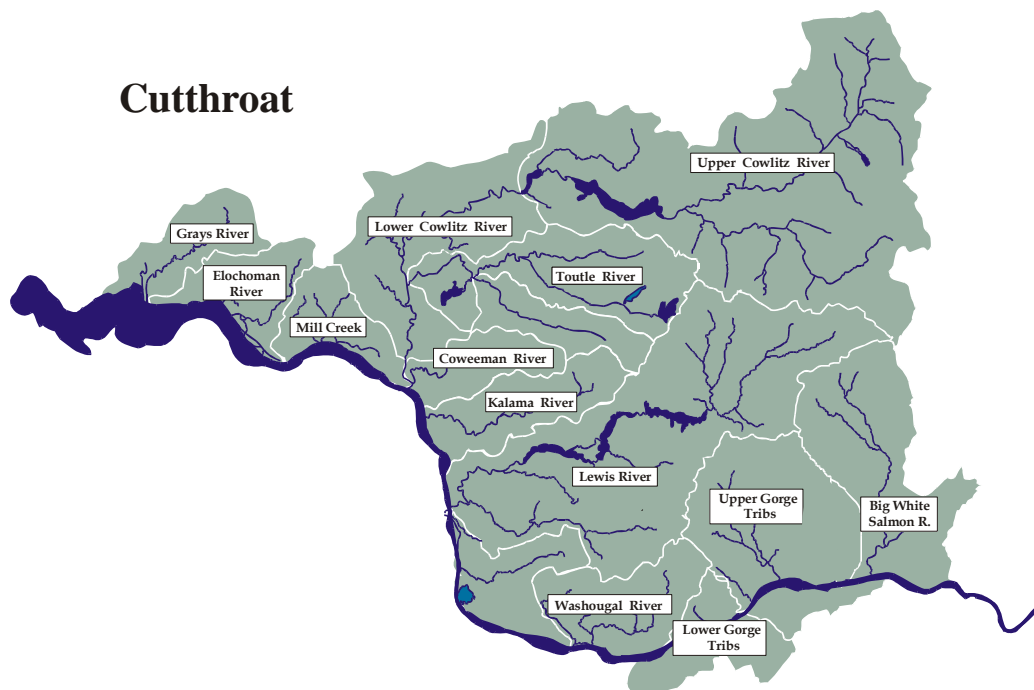 Cutthroat
Upper Cowlitz River
Grays River
Lower Cowlitz River
Elochoman
River
Toutle River
Mill Creek
Coweeman River
Kalama River
Lewis River
Upper Gorge
Tribs
Big White
Salmon R.
Washougal River
Lower Gorge
Tribs